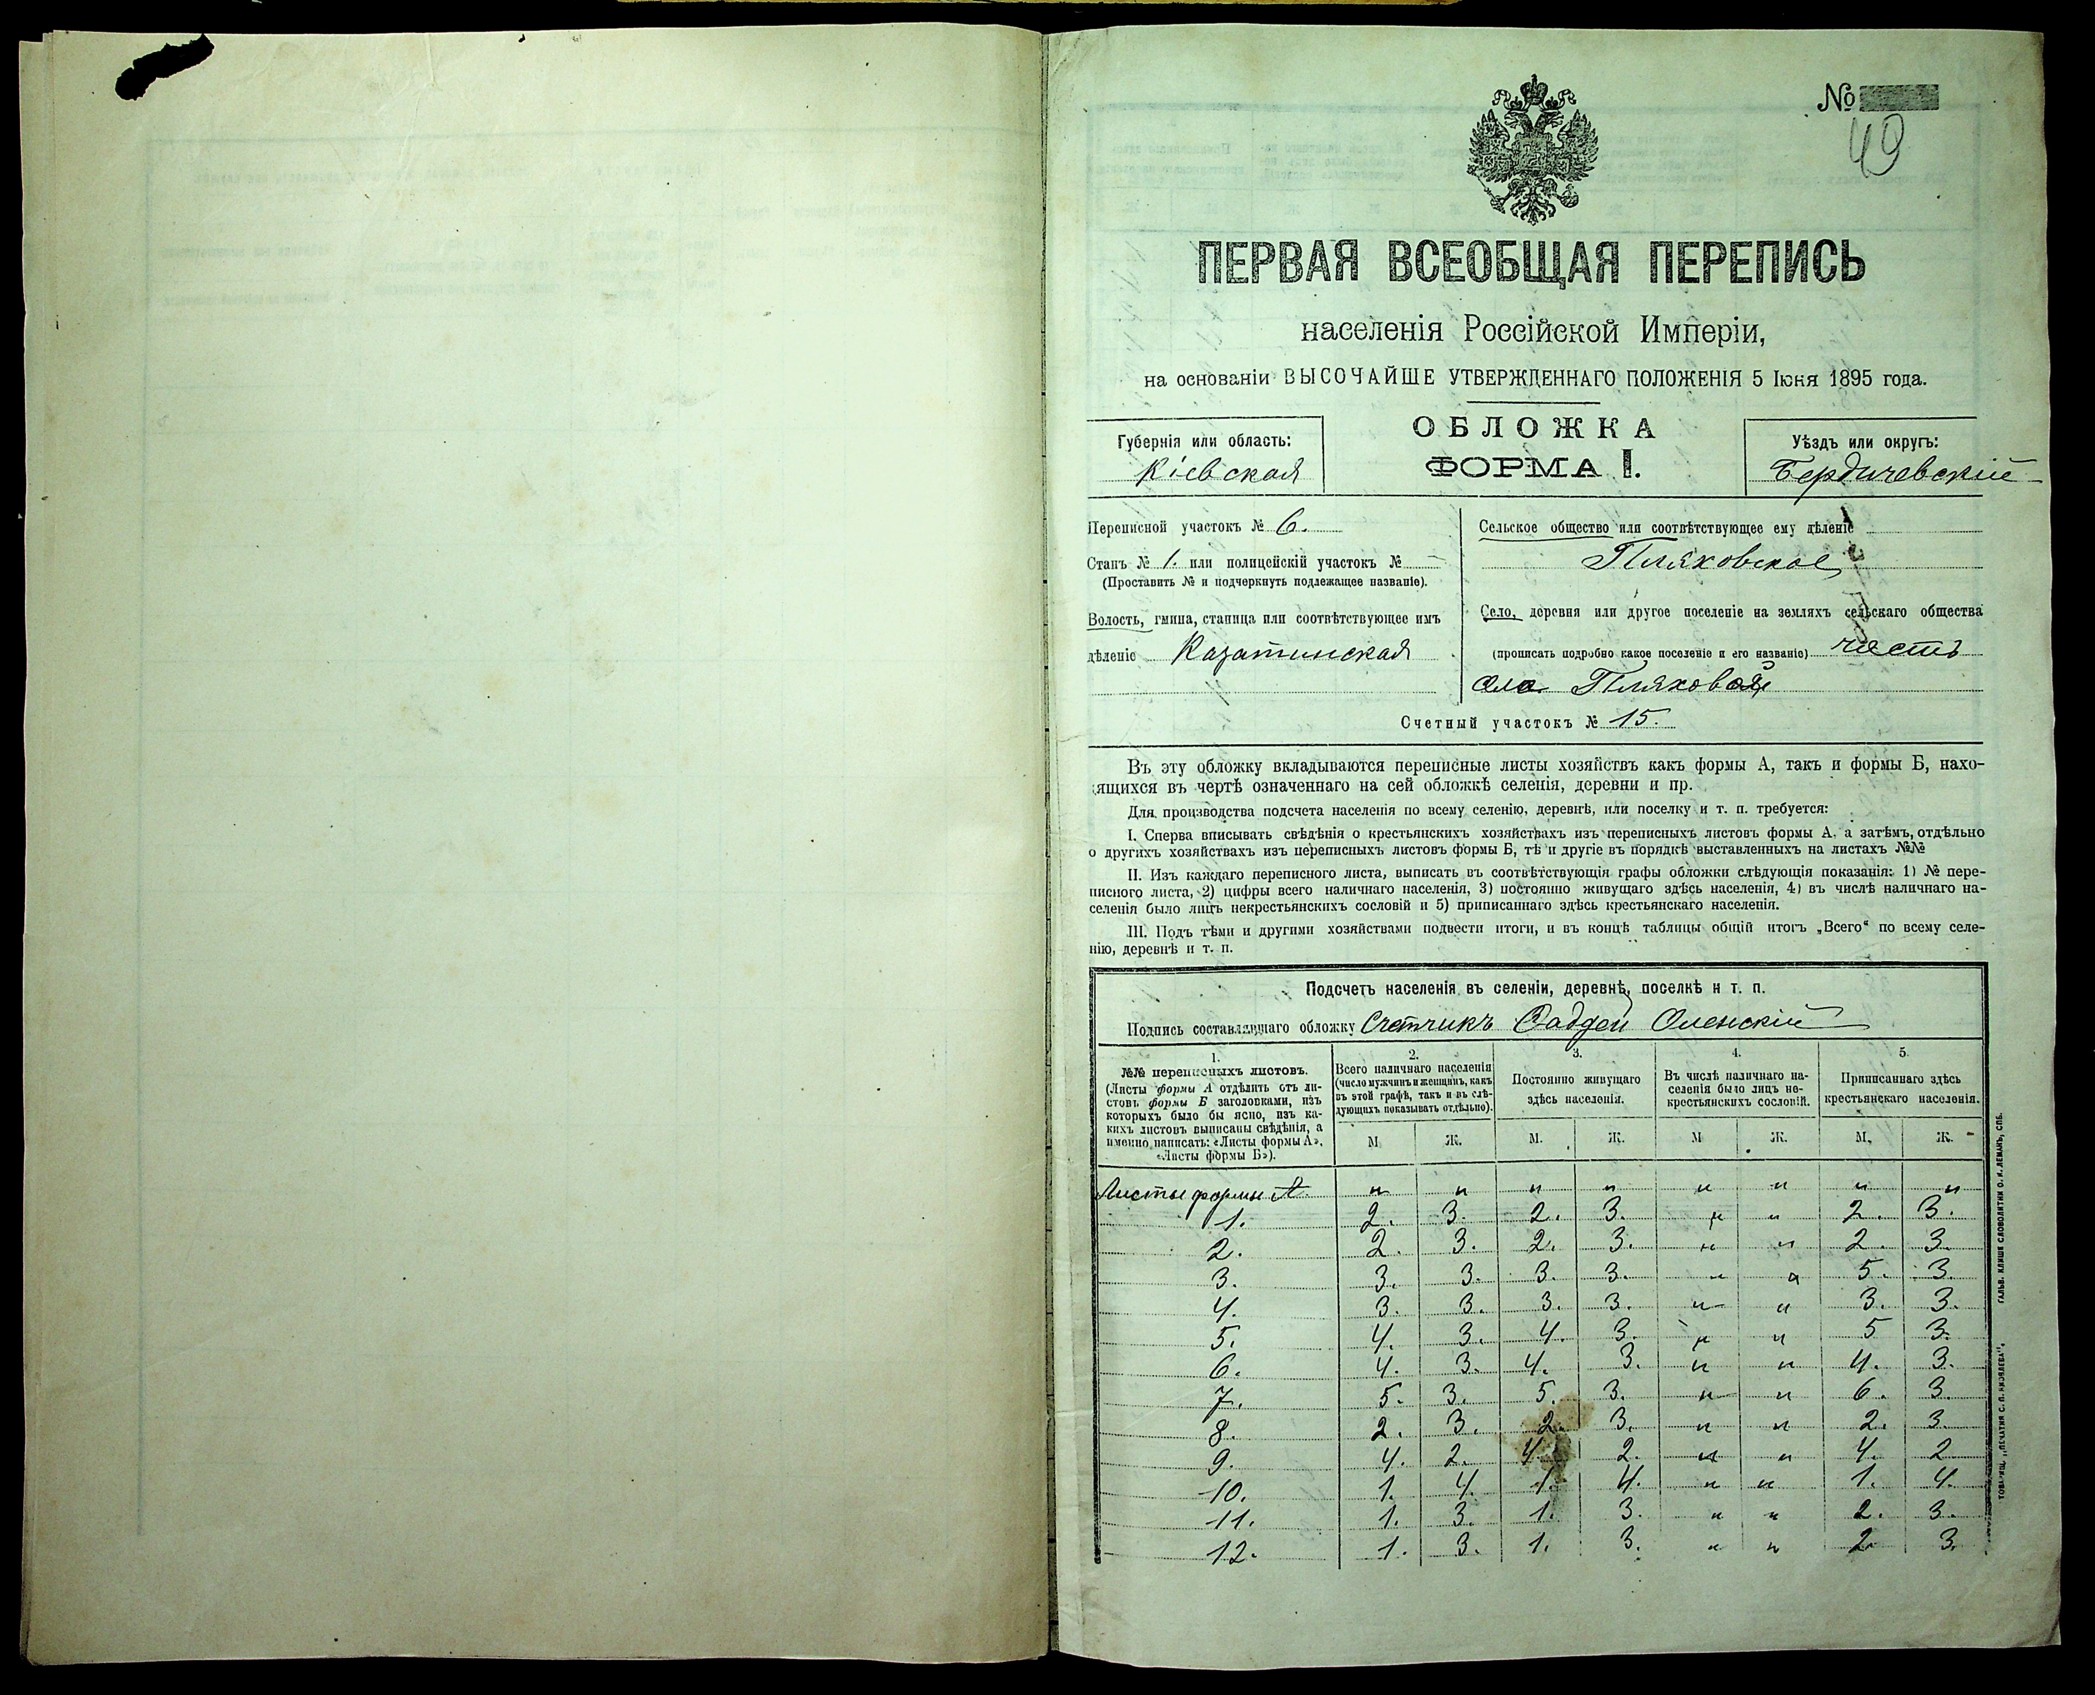 №
49
ПЕРВАЯ ВСЕОБЩАЯ ПЕРЕПИСЬ
населенія Россійской Имперіи,
на основаніи ВЫСОЧАЙШЕ УТВЕРЖДЕННАГО ПОЛОЖЕНІЯ 5 Іюня 1895 года.
ОБЛОЖКА
ФОРМА I.
Губернія или область:
Кіевская
Уѣздъ или округъ:
Бердичевскій
Переписной участокъ № 6.
Станъ № 1. или полицейскій участокъ № —
(Проставить № и подчеркнуть подлежащее названіе).
Волость, гмина, станица или соотвѣтствующее имъ
дѣленіе Казатинская
Сельское общество или соотвѣтствующее ему дѣленіе
Пляховское
Село, деревня или другое поселеніе на земляхъ сельскаго общества
(прописать подробно какое поселеніе и его названіе) часть
села Пляховой
Счетный участокъ № 15.
Въ эту обложку вкладываются переписные листы хозяйствъ какъ формы А, такъ и формы Б, нахо-
дящихся въ чертѣ означеннаго на сей обложкѣ селенія, деревни и пр.
Для производства подсчета населенія по всему селенію, деревнѣ, или поселку и т. п. требуется:
I. Сперва вписывать свѣдѣнія о крестьянскихъ хозяйствахъ изъ переписныхъ листовъ формы А, а затѣмъ, отдѣльно
о другихъ хозяйствахъ изъ переписныхъ листовъ формы Б, тѣ и другіе въ порядкѣ выставленныхъ на листахъ №№
II. Изъ каждаго переписного листа, выписать въ соотвѣтствующія графы обложки слѣдующія показанія: 1) № пере-
писного листа, 2) цифры всего наличнаго населенія, 3) постоянно живущаго здѣсь населенія, 4) въ числѣ наличнаго на-
селенія было лицъ некрестьянскихъ сословій и 5) приписаннаго здѣсь крестьянскаго населенія.
III. Подъ тѣми и другими хозяйствами подвести итоги, и въ концѣ таблицы общій итогъ „Всего“ по всему селе-
нію, деревнѣ и т. п.
Подсчетъ населенія въ селеніи, деревнѣ, поселкѣ и т. п.
Подпись составлявшаго обложку Счетчикъ Фаддей Оленскій
1.
№№ переписныхъ листовъ.
(Листы формы А отдѣлить отъ ли-
стовъ формы Б заголовками, изъ
которыхъ было бы ясно, изъ ка-
кихъ листовъ выписаны свѣдѣнія, а
именно написать: «Листы формы А»,
«Листы формы Б»).
2.
Всего наличнаго населенія
(число мужчинъ и женщинъ, какъ
въ этой графѣ, такъ и въ слѣ-
дующихъ показывать отдѣльно).
3.
Постоянно живущаго
здѣсь населенія.
4.
Въ числѣ наличнаго на-
селенія было лицъ не-
крестьянскихъ сословій.
5.
Приписаннаго здѣсь
крестьянскаго населенія.
М. Ж. М. Ж. М. Ж. М. Ж.
Листы формы А. " " " " " " " "
1. 2. 3. 2. 3. " " 2. 3.
2. 2. 3. 2. 3. " " 2. 3.
3. 3. 3. 3. 3. " " 5. 3.
4. 3. 3. 3. 3. " " 3. 3.
5. 4. 3. 4. 3. " " 5 3.
6. 4. 3. 4. 3. " " 4. 3.
7. 5. 3. 5. 3. " " 6. 3.
8. 2. 3. 2. 3. " " 2. 3.
9. 4. 2. 4. 2. " " 4. 2
10. 1. 4. 1. 4. " " 1. 4.
11. 1. 3. 1. 3. " " 2. 3.
12. 1. 3. 1. 3. " " 2 3.
ТОВАРИЩ. „ПЕЧАТНЯ С. П. ЯКОВЛЕВА“. ГАЛЬВ. КЛИШЕ СЛОВОЛИТНИ О. И. ЛЕМАНЪ, СПБ.